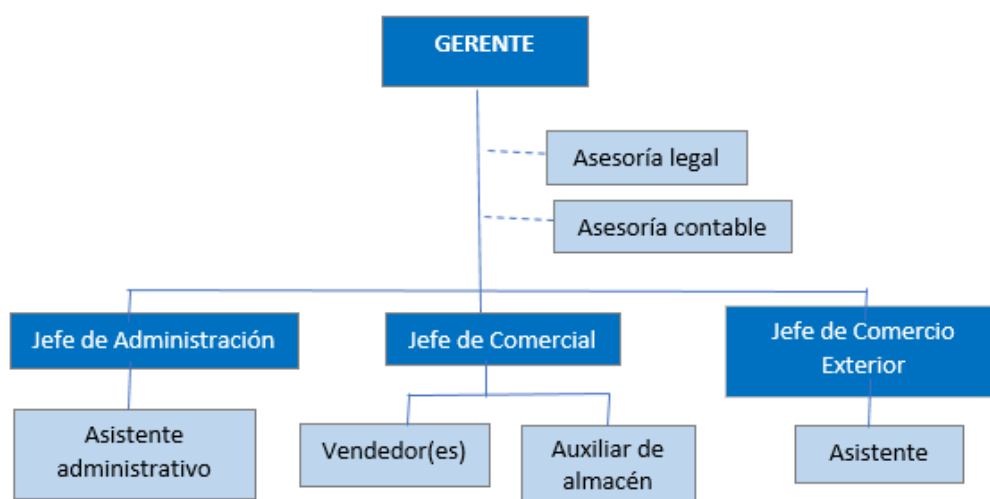 GERENTE
Asesoría legal
Asesoría contable
Jefe de Administración
Jefe de Comercial
Jefe de Comercio
Exterior
Asistente
administrativo
Vendedor(es)
Auxiliar de
almacén
Asistente